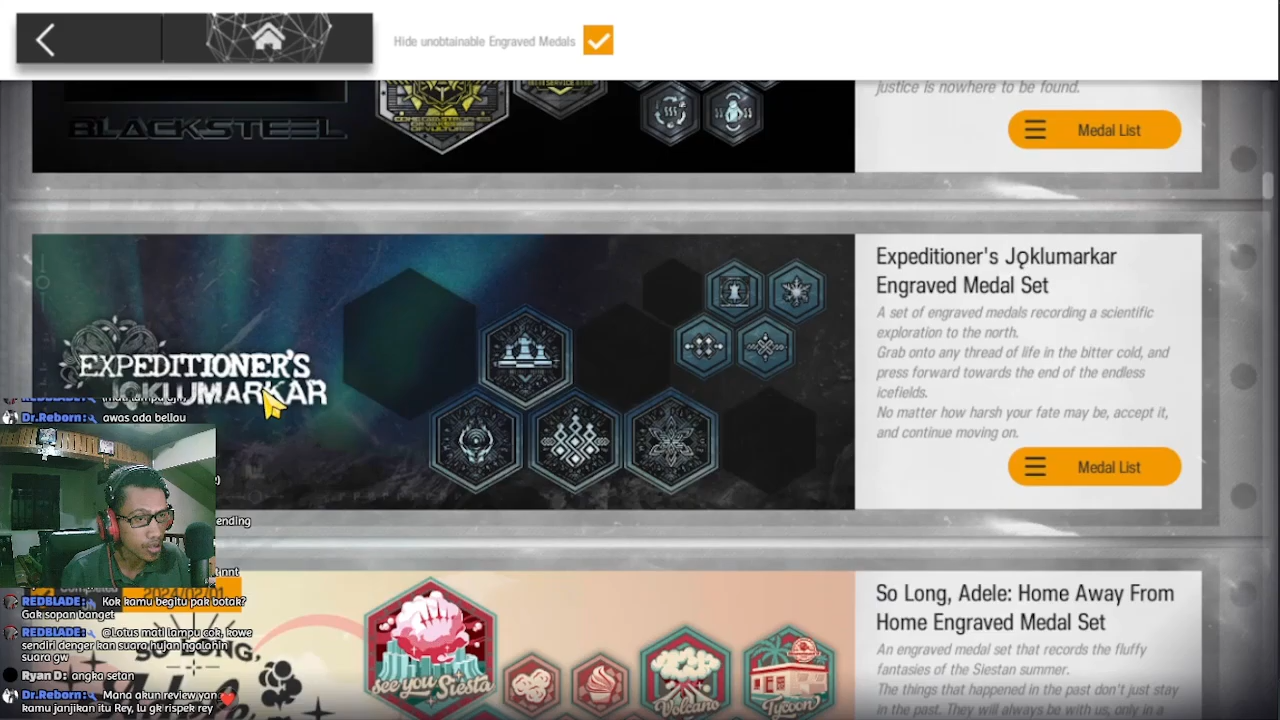 Hide unobtainable Engraved Medals
justice is nowhere to be found.
BLACKSTEEL
Medal List
Expeditioner's Jǫklumarkar
Engraved Medal Set
A set of engraved medals recording a scientific
exploration to the north.
Grab onto any thread of life in the bitter cold, and
press forward towards the end of the endless
icefields.
No matter how harsh your fate may be, accept it,
and continue moving on.
Medal List
EXPEDITIONER'S
JǪKLUMARKAR
Dr.Reborn: awas ada beliau
ending
Completed
2024/02/01
REDBLADE: Kok kamu begitu pak botak?
Gak sopan banget
REDBLADE: @Lotus mati lampu cok, kowe
sendiri denger kan suara hujan ngalahin
suara gw
Ryan D: angka setan
Dr.Reborn: Mana akun review yan
kamu janjikan itu Rey, lu gk rispek rey
SO LONG,
see you Siesta
Volcano
Tycoon
So Long, Adele: Home Away From
Home Engraved Medal Set
An engraved medal set that records the fluffy
fantasies of the Siestan summer.
The things that happened in the past don't just stay
in the past. They will always be with us, only in a